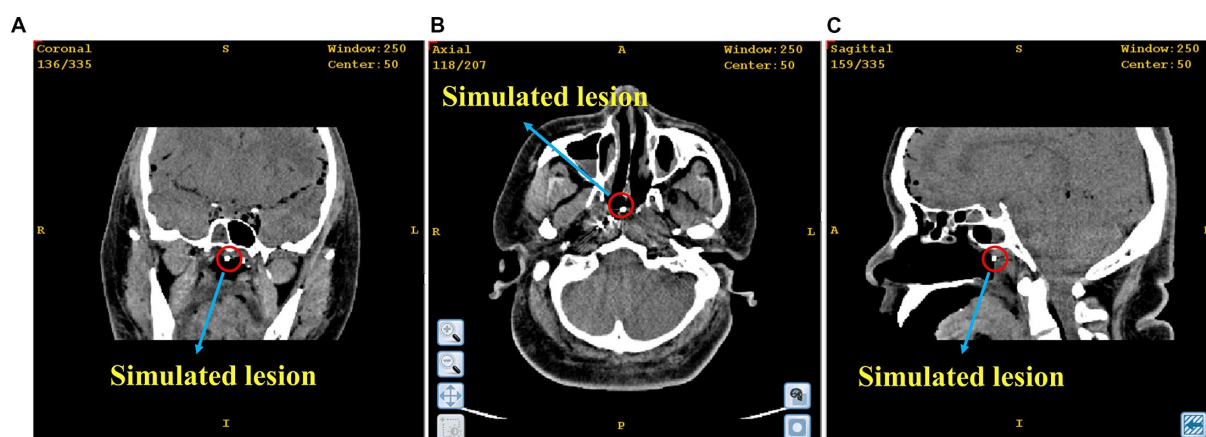 A
Coronal
136/335
S
Window:250
Center:50
R
L
Simulated lesion
I
B
Axial
118/207
A
Window:250
Center:50
Simulated lesion
R
L
P
C
Sagittal
159/335
S
Window:250
Center:50
A
Simulated lesion
I